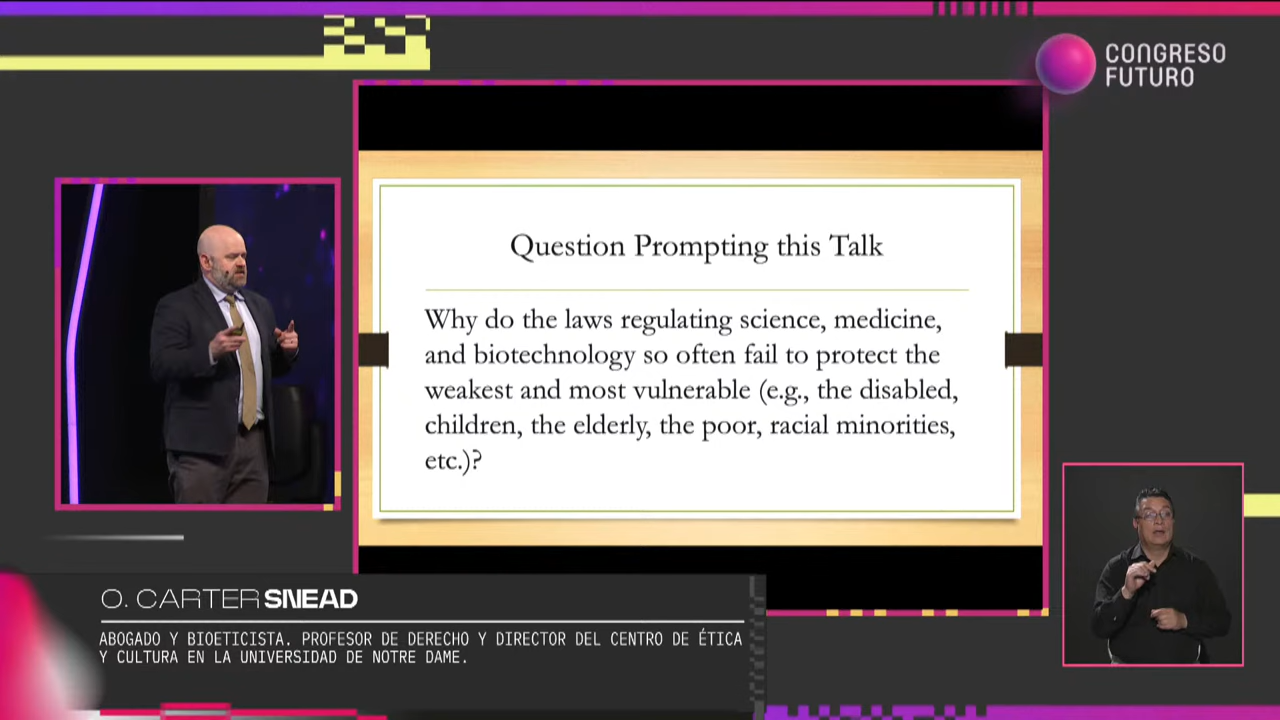 CONGRESO
FUTURO
Question Prompting this Talk
Why do the laws regulating science, medicine,
and biotechnology so often fail to protect the
weakest and most vulnerable (e.g., the disabled,
children, the elderly, the poor, racial minorities,
etc.)?
O. CARTER SNEAD
ABOGADO Y BIOETICISTA. PROFESOR DE DERECHO Y DIRECTOR DEL CENTRO DE ÉTICA
Y CULTURA EN LA UNIVERSIDAD DE NOTRE DAME.